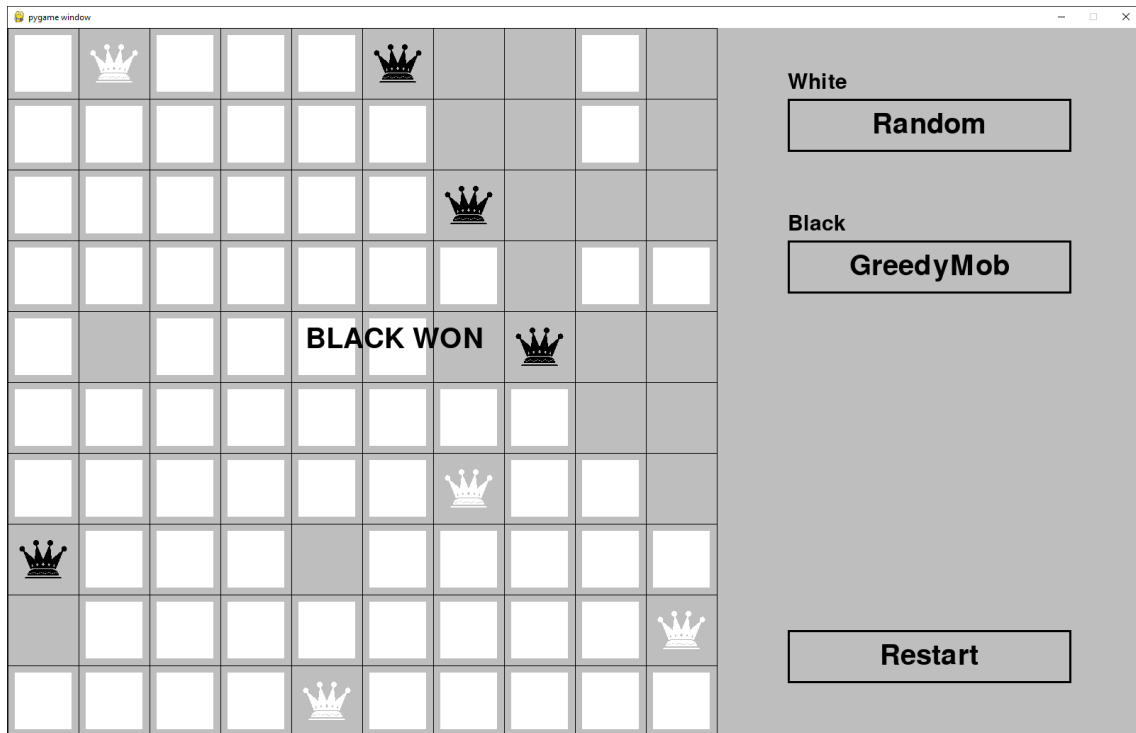 pygame window
White
Random
Black
GreedyMob
BLACK WON
Restart